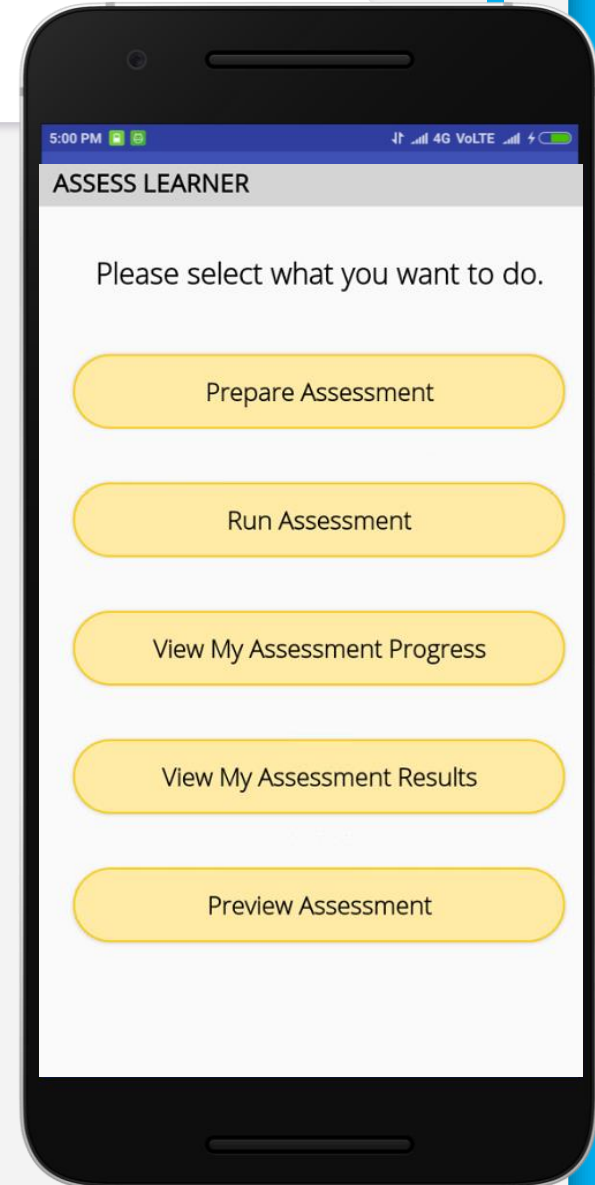 5:00 PM 4G VoLTE
ASSESS LEARNER
Please select what you want to do.
Prepare Assessment
Run Assessment
View My Assessment Progress
View My Assessment Results
Preview Assessment